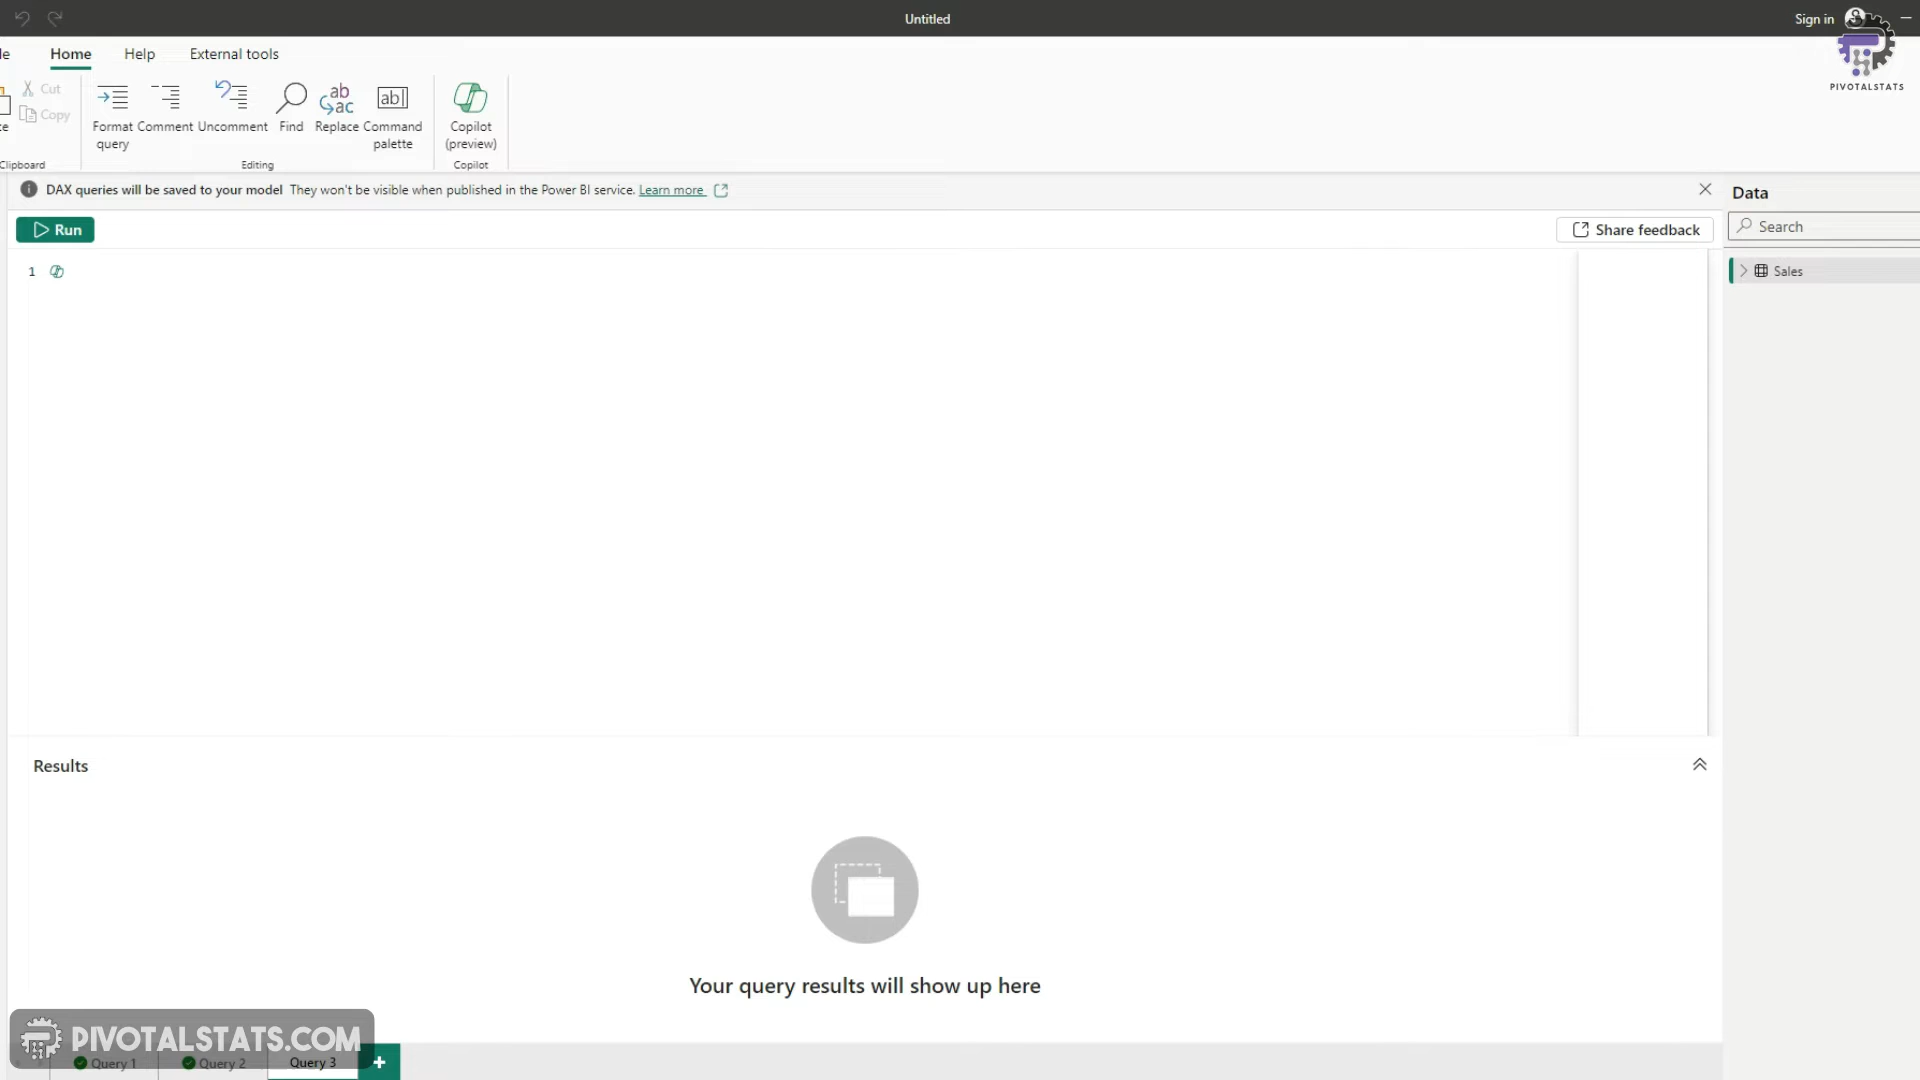 Untitled
Sign in
PIVOTALSTATS
le
Home
Help
External tools
Cut
Copy
te
Clipboard
Format query
Comment
Uncomment
Find
Replace
Command palette
Editing
Copilot (preview)
Copilot
DAX queries will be saved to your model They won't be visible when published in the Power BI service. Learn more
Data
Run
Share feedback
Search
1
Sales
Results
Your query results will show up here
PIVOTALSTATS.COM
Query 1
Query 2
Query 3